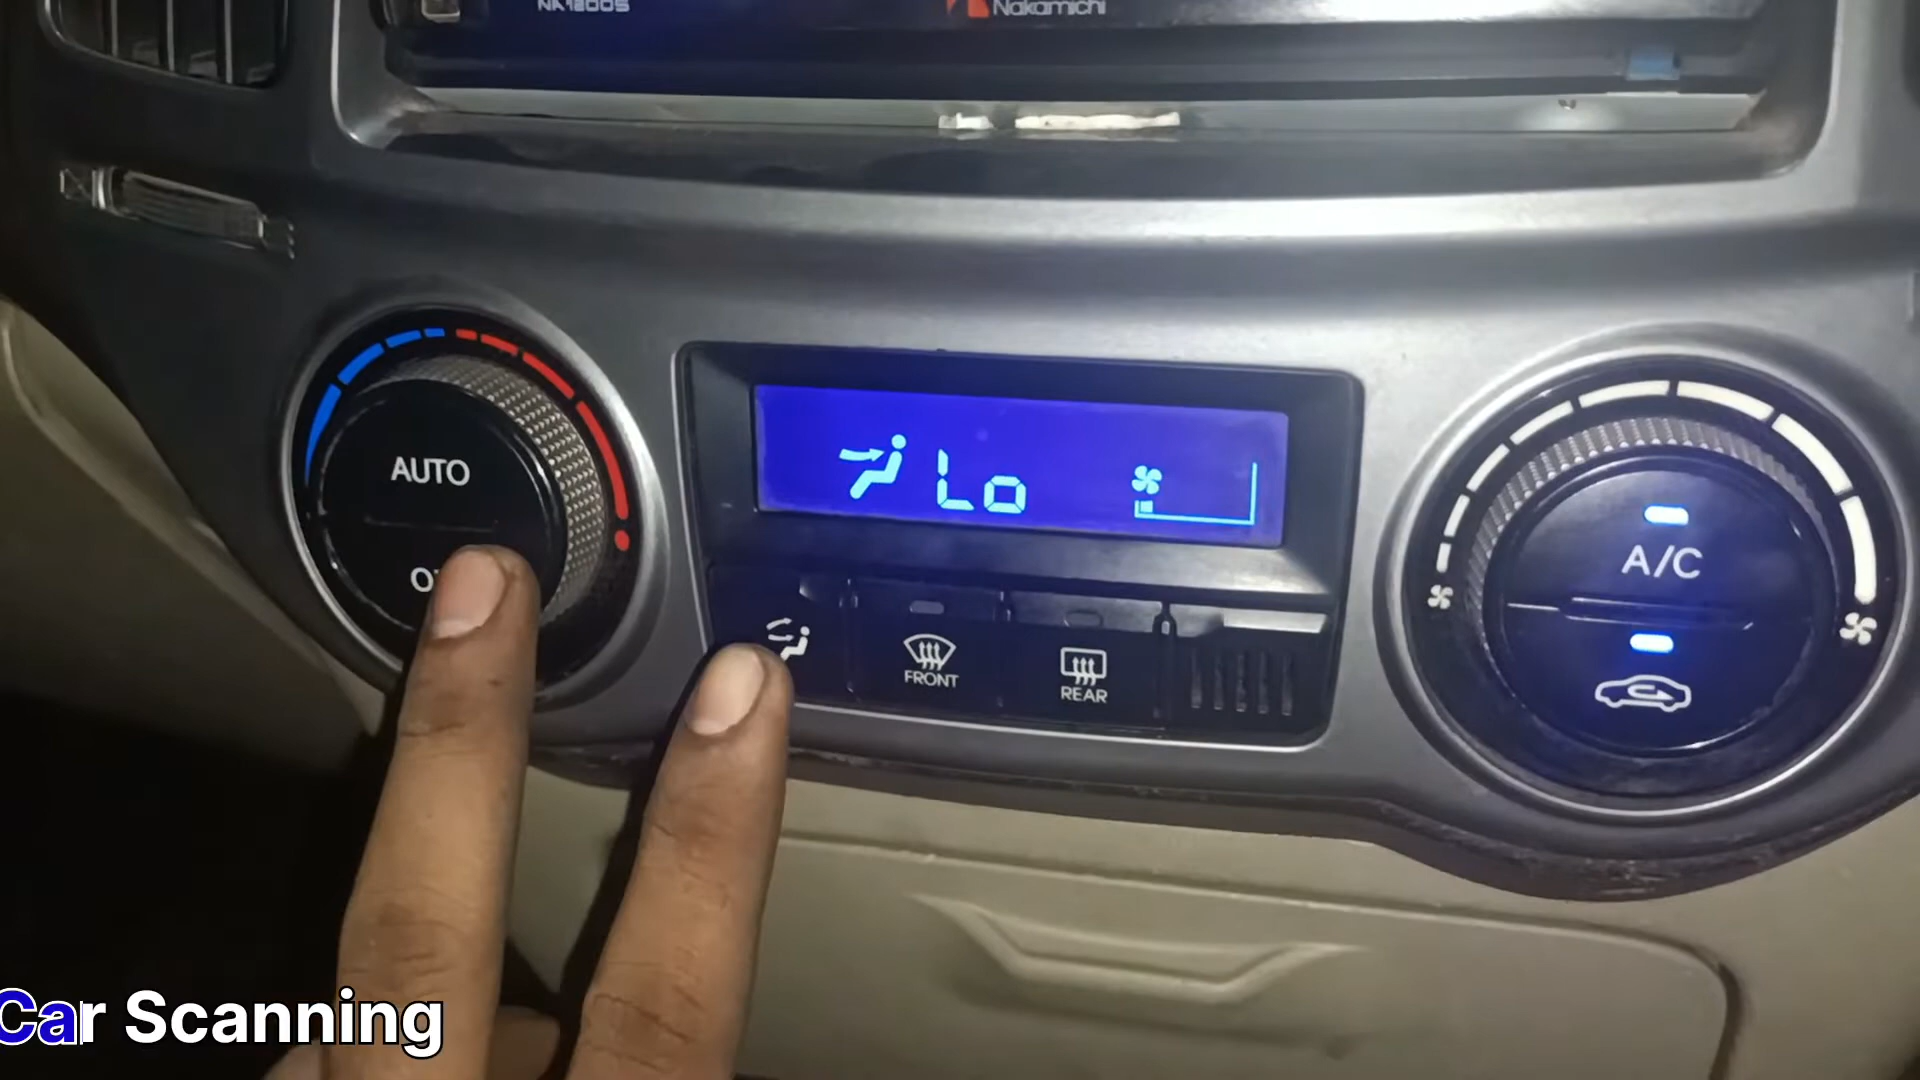 Nakamichi
AUTO
Lo
A/C
FRONT
REAR
Car Scanning